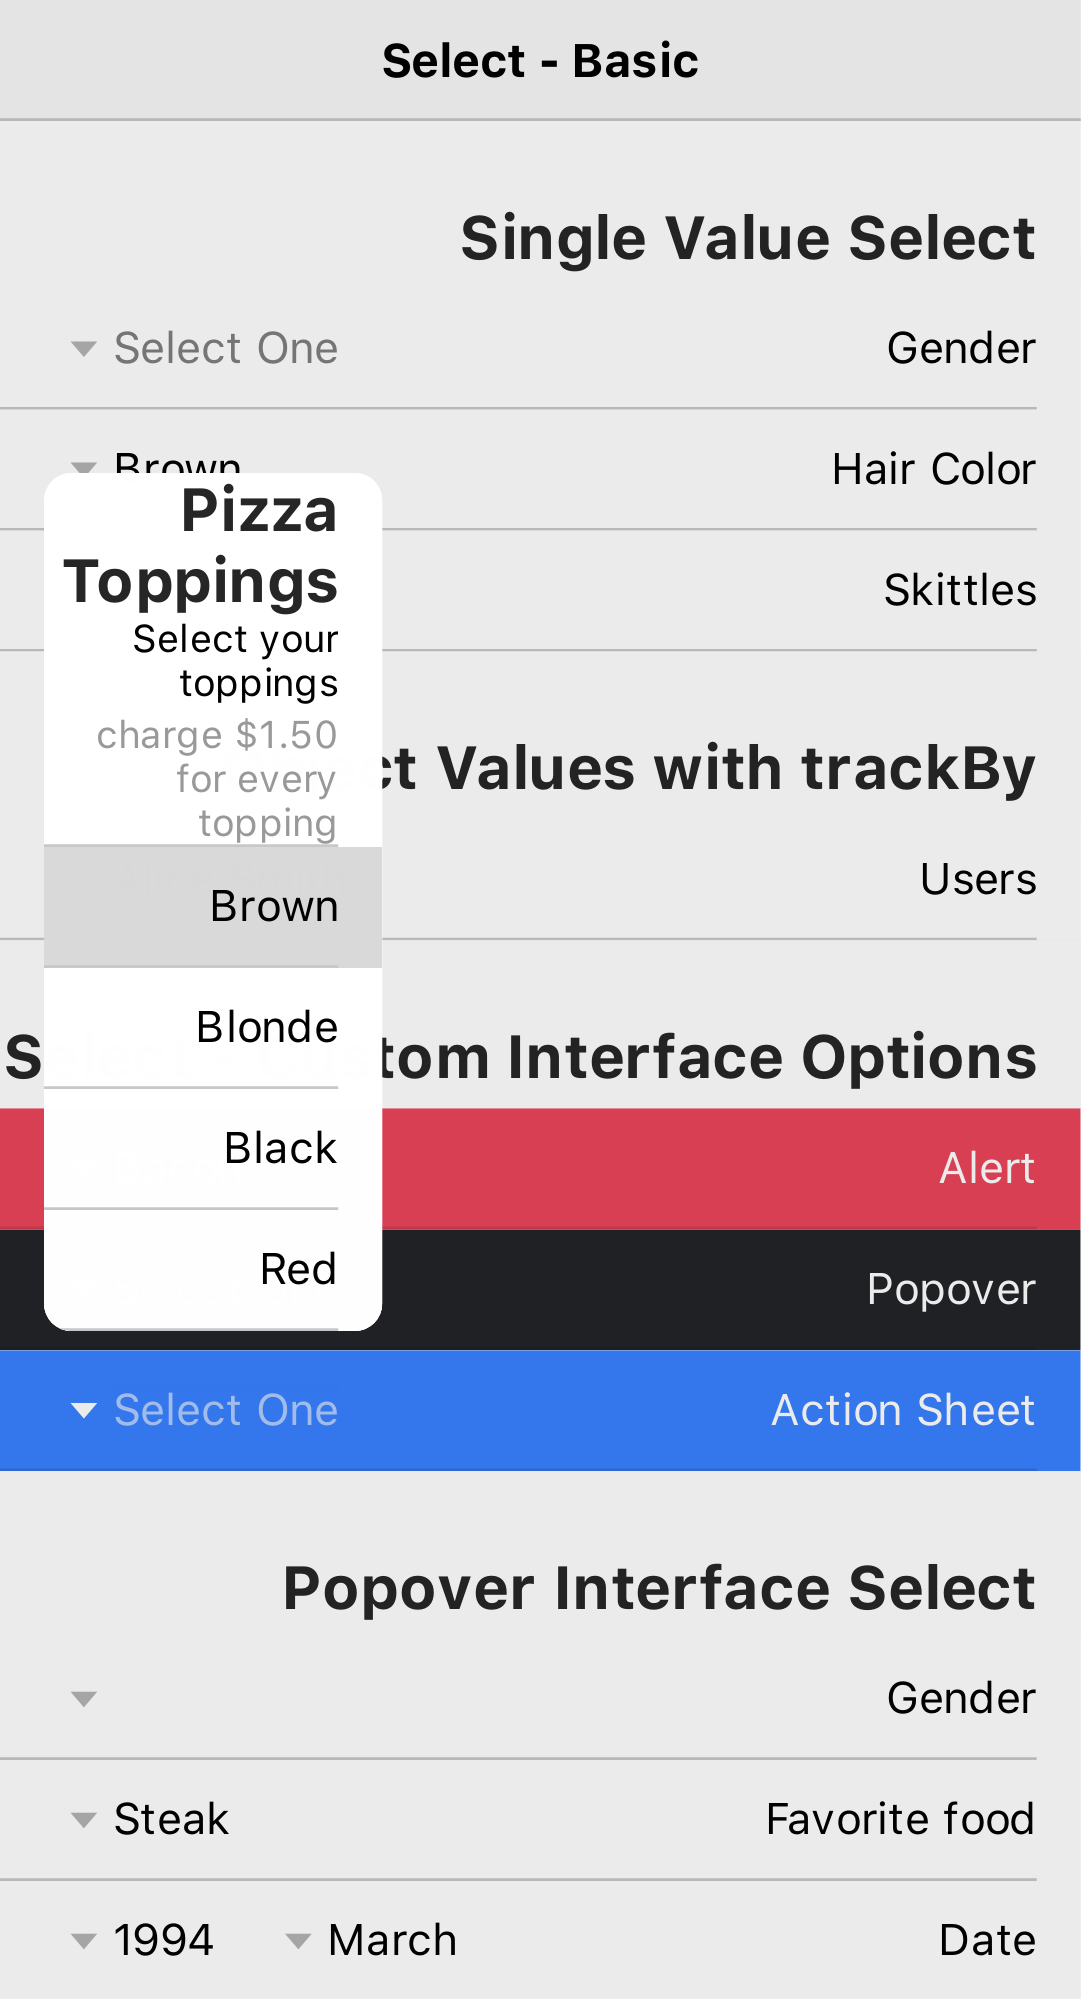 Select - Basic
Single Value Select
Gender
Select One
Hair Color
Brown
Skittles
Pizza
Toppings
Select your
toppings
charge $1.50
for every
topping
Brown
Blonde
Black
Red
Values with trackBy
Users
Interface Options
Alert
Popover
Action Sheet
Select One
Popover Interface Select
Gender
Favorite food
Steak
Date
March
1994